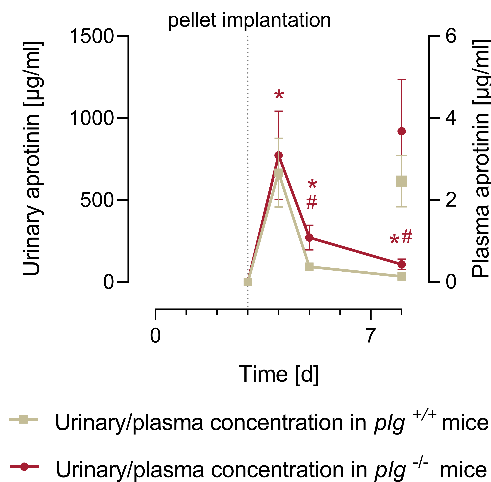 pellet implantation
1500
1000
500
0
Urinary aprotinin [µg/ml]
6
4
2
0
Plasma aprotinin [µg/ml]
*
*
#
*#
0
7
Time [d]
Urinary/plasma concentration in plg +/+ mice
Urinary/plasma concentration in plg -/- mice